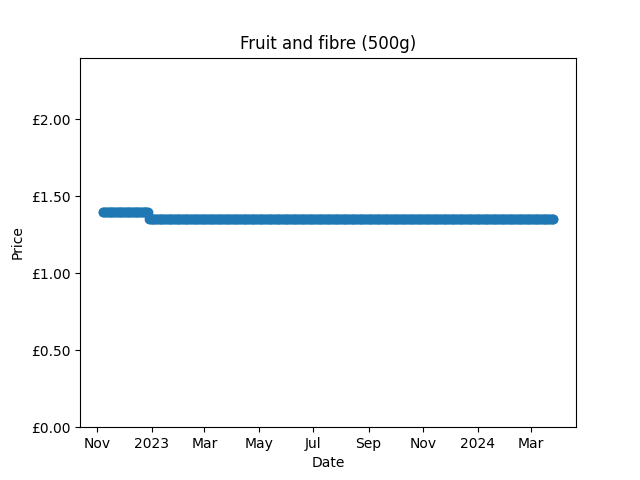 Fruit and fibre (500g)
£2.00
£1.50
£1.00
£0.50
£0.00
Price
Nov 2023 Mar May Jul Sep Nov 2024 Mar
Date